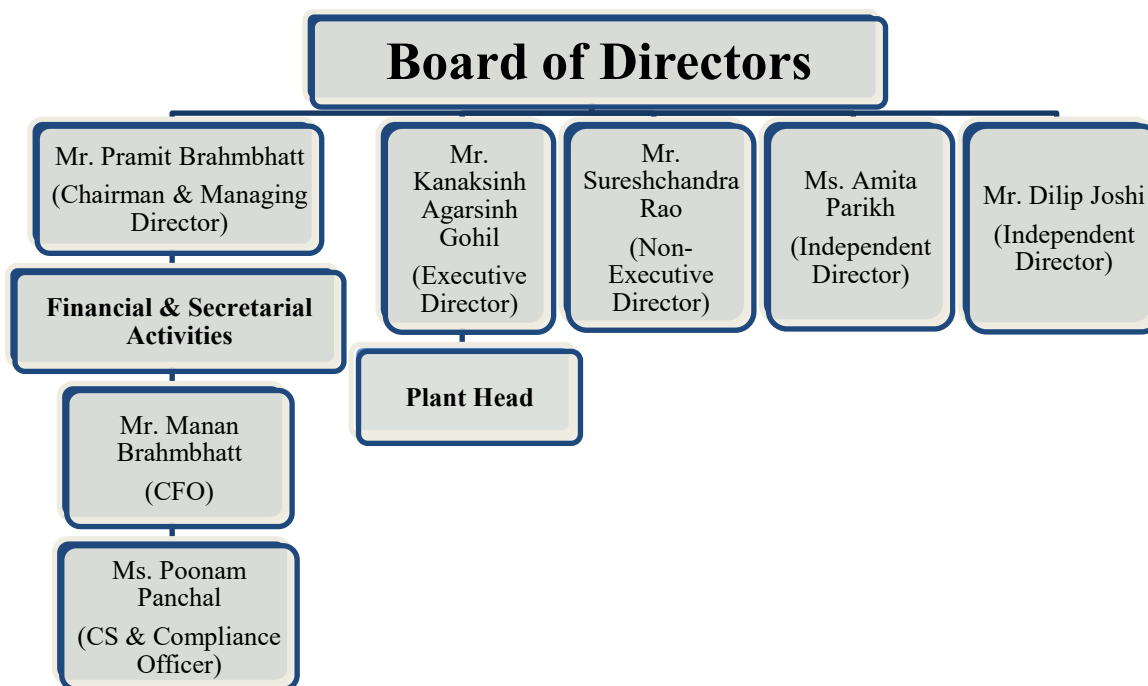 Board of Directors
Mr. Pramit Brahmbhatt
(Chairman & Managing
Director)
Financial & Secretarial
Activities
Mr. Manan
Brahmbhatt
(CFO)
Ms. Poonam
Panchal
(CS & Compliance
Officer)
Mr.
Kanaksinh
Agarsinh
Gohil
(Executive
Director)
Plant Head
Mr.
Sureshchandra
Rao
(Non-
Executive
Director)
Ms. Amita
Parikh
(Independent
Director)
Mr. Dilip Joshi
(Independent
Director)